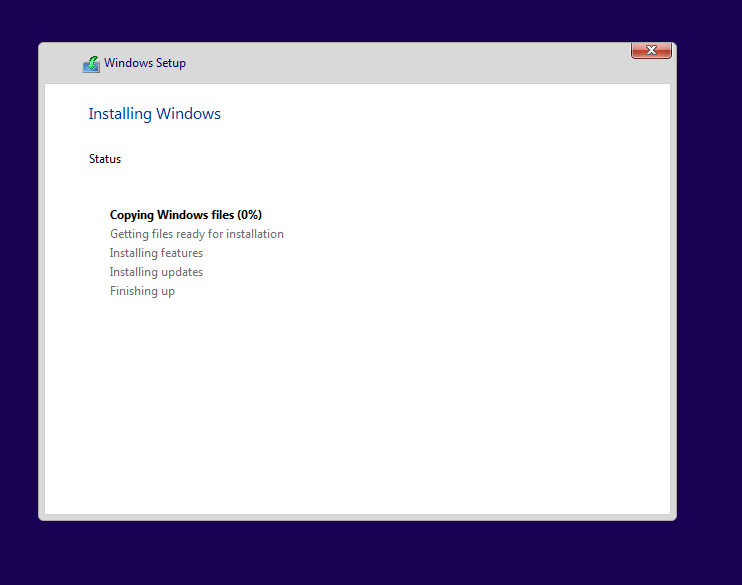 Windows Setup
Installing Windows
Status
Copying Windows files (0%)
Getting files ready for installation
Installing features
Installing updates
Finishing up